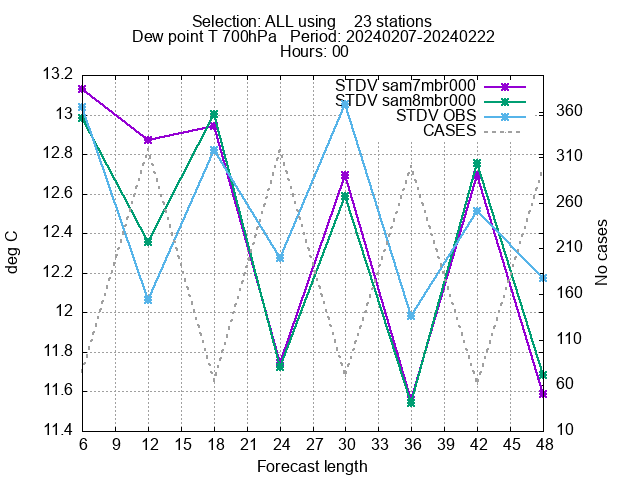 Selection: ALL using    23 stations
Dew point T 700hPa   Period: 20240207-20240222
Hours: 00
STDV sam7mbr000
STDV sam8mbr000
STDV OBS
CASES
13.2
13
12.8
12.6
12.4
12.2
12
11.8
11.6
11.4
deg C
360
310
260
210
160
110
60
10
No cases
6 9 12 15 18 21 24 27 30 33 36 39 42 45 48
Forecast length